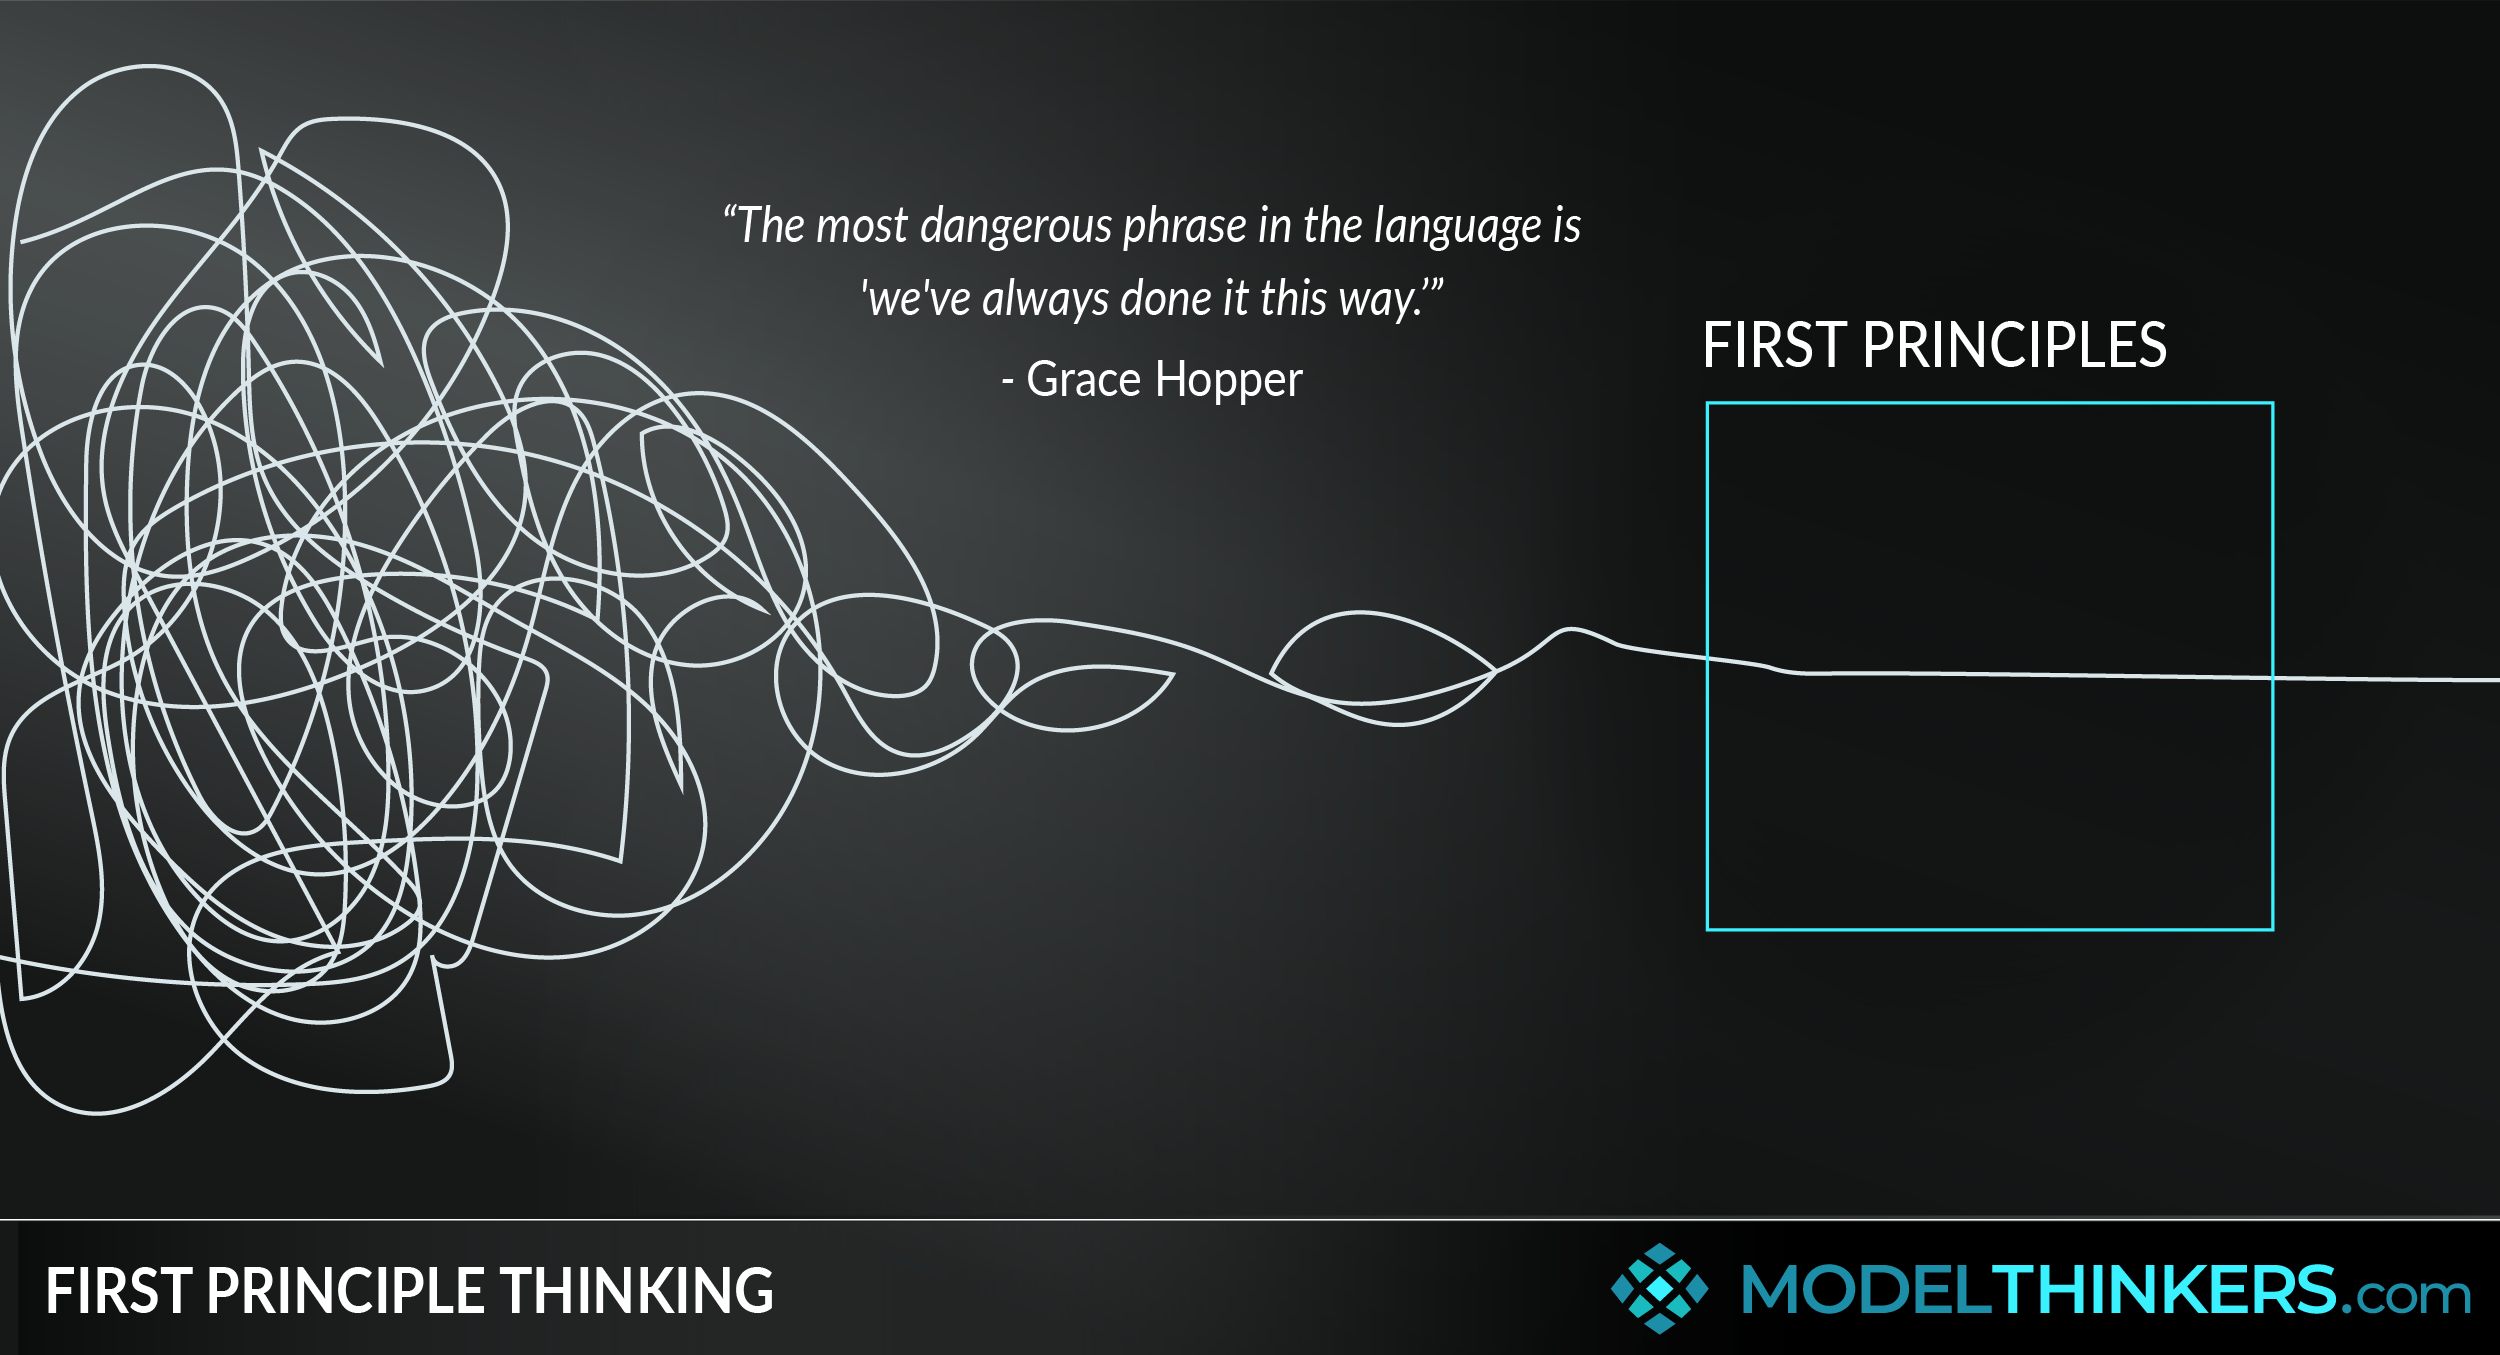 “The most dangerous phrase in the language is
'we've always done it this way.’”
- Grace Hopper
FIRST PRINCIPLES
FIRST PRINCIPLE THINKING
MODELTHINKERS.com